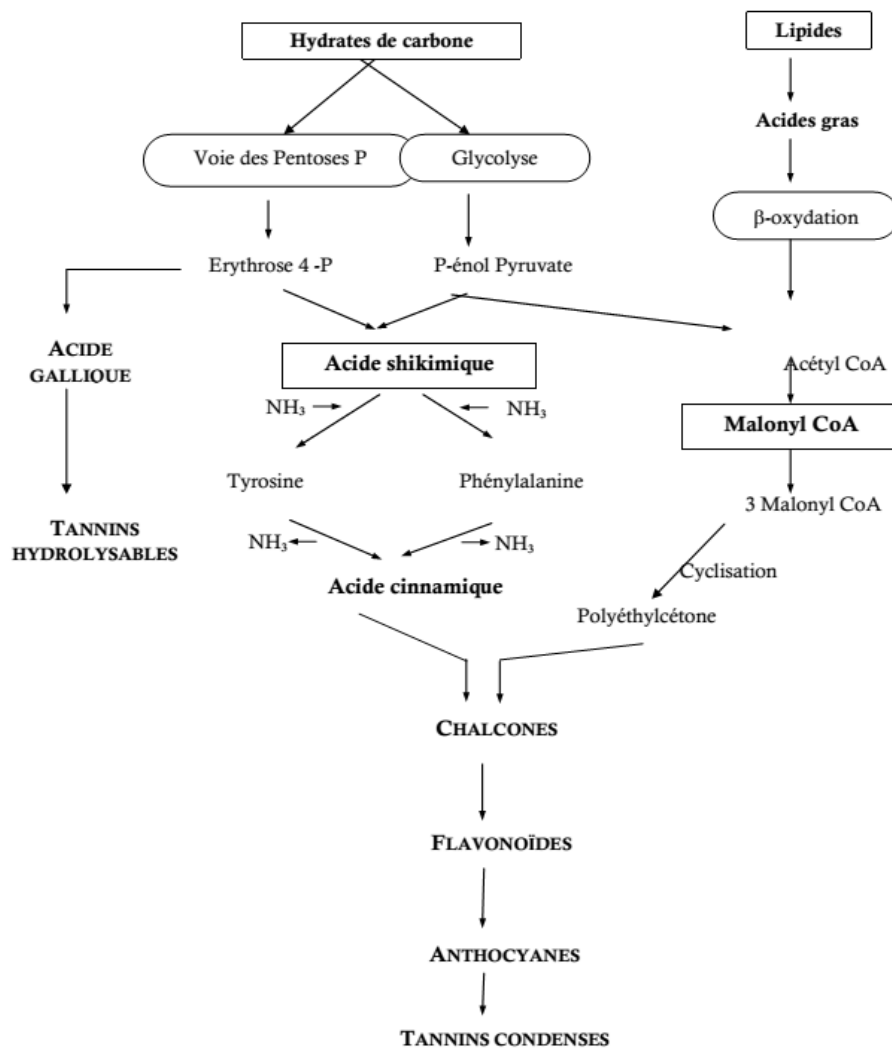 Hydrates de carbone
Lipides
Acides gras
Voie des Pentoses P
Glycolyse
β-oxydation
Erythrose 4 -P
P-énol Pyruvate
ACIDE
GALLIQUE
Acide shikimique
Acétyl CoA
NH₃
NH₃
Malonyl CoA
Tyrosine
Phénylalanine
3 Malonyl CoA
TANNINS
HYDROLYSABLES
NH₃
NH₃
Acide cinnamique
Cyclisation
Polyéthylcétone
CHALCONES
FLAVONOÏDES
ANTHOCYANES
TANNINS CONDENSES